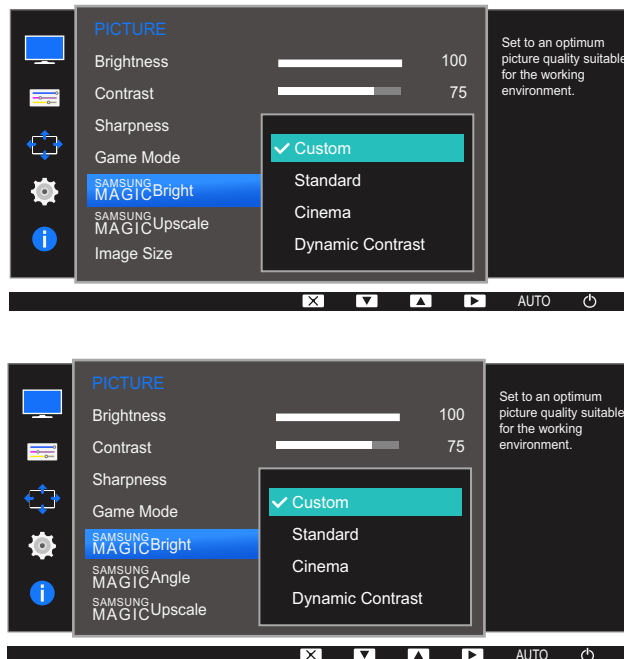 PICTURE
Brightness 100
Contrast 75
Sharpness
Game Mode
SAMSUNG
MAGICBright
SAMSUNG
MAGICUpscale
Image Size
Custom
Standard
Cinema
Dynamic Contrast
Set to an optimum
picture quality suitable
for the working
environment.
AUTO
PICTURE
Brightness 100
Contrast 75
Sharpness
Game Mode
SAMSUNG
MAGICBright
SAMSUNG
MAGICAngle
SAMSUNG
MAGICUpscale
Custom
Standard
Cinema
Dynamic Contrast
Set to an optimum
picture quality suitable
for the working
environment.
AUTO